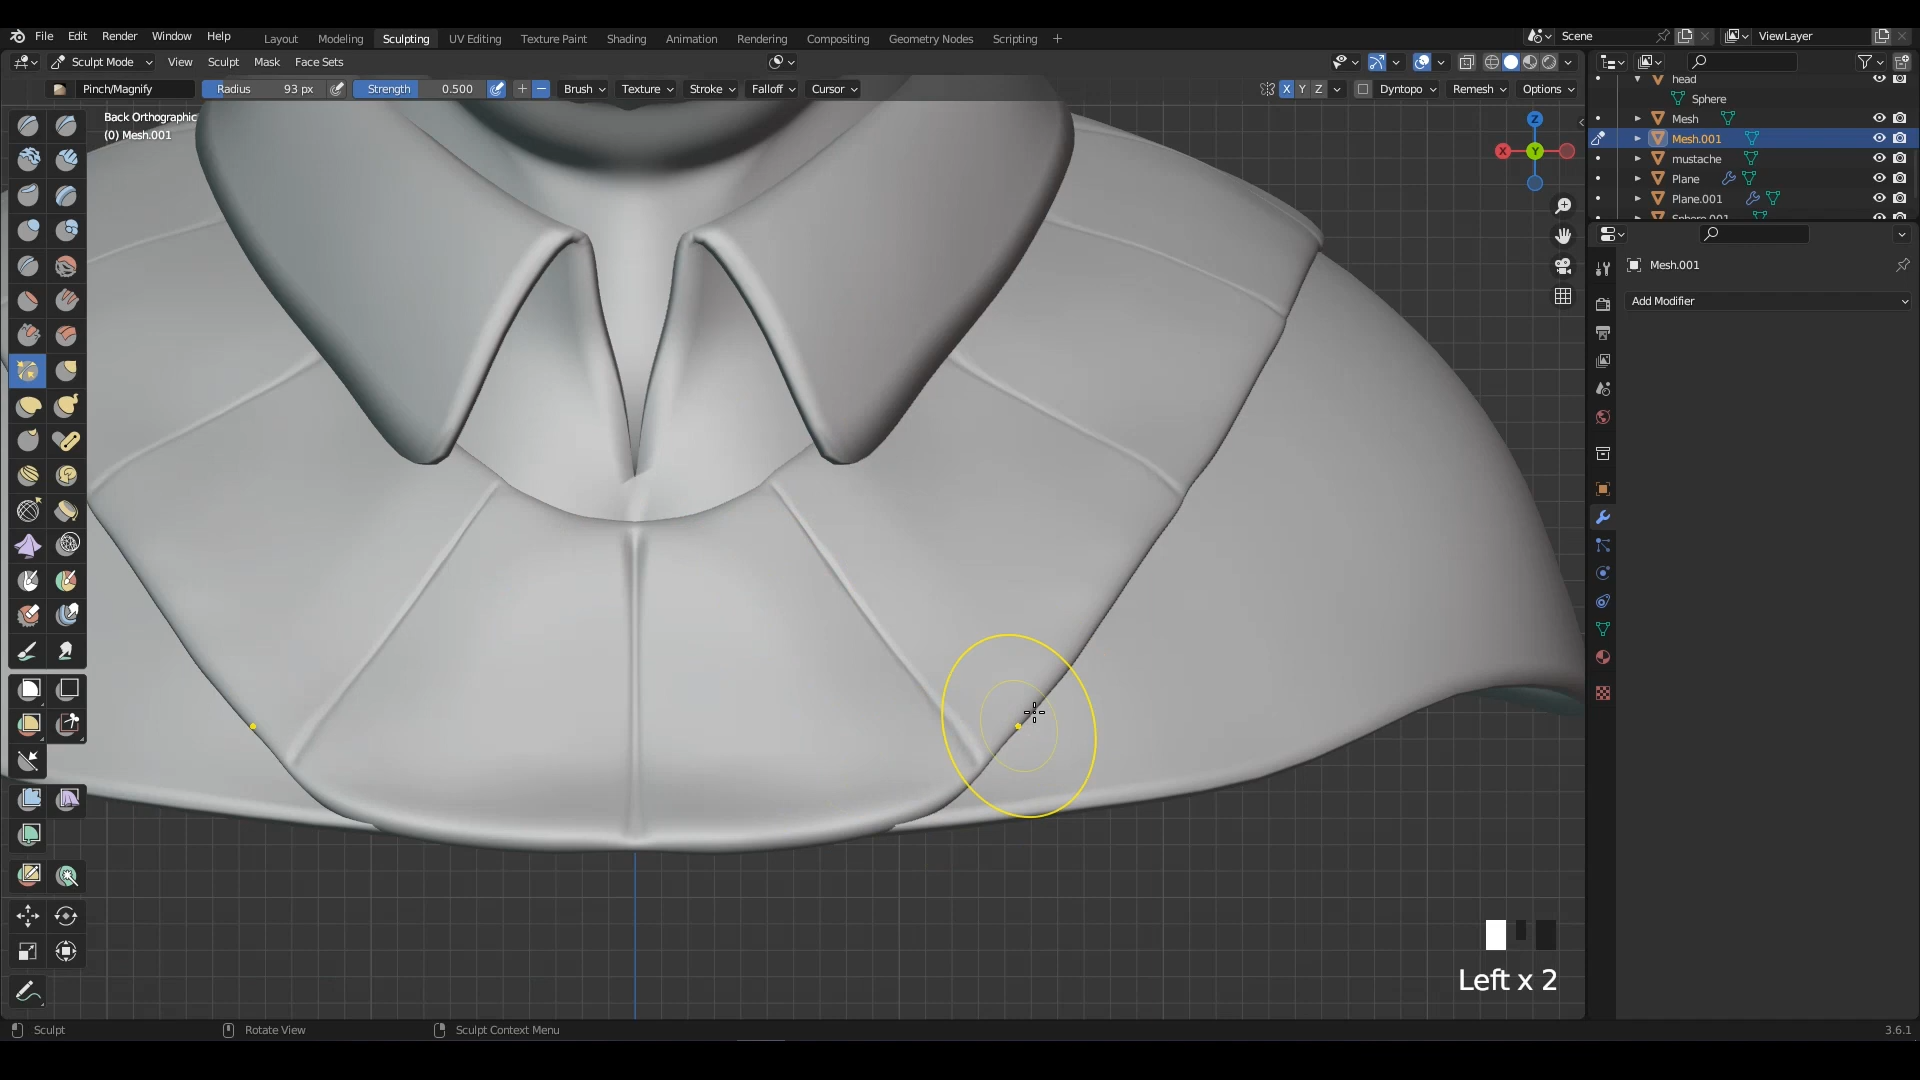 File Edit Render Window Help Layout Modeling Sculpting UV Editing Texture Paint Shading Animation Rendering Compositing Geometry Nodes Scripting + Scene ViewLayer
Sculpt Mode View Sculpt Mask Face Sets
Pinch/Magnify Radius 93 px Strength 0.500 Brush Texture Stroke Falloff Cursor X Y Z Dyntopo Remesh Options
Back Orthographic
(0) Mesh.001
head
Sphere
Mesh
Mesh.001
mustache
Plane
Plane.001
Sphere.001
Z
X Y
Mesh.001
Add Modifier
Left x 2
Sculpt Rotate View Sculpt Context Menu 3.6.1